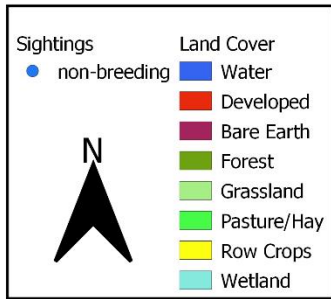 Sightings
non-breeding
N
Land Cover
Water
Developed
Bare Earth
Forest
Grassland
Pasture/Hay
Row Crops
Wetland